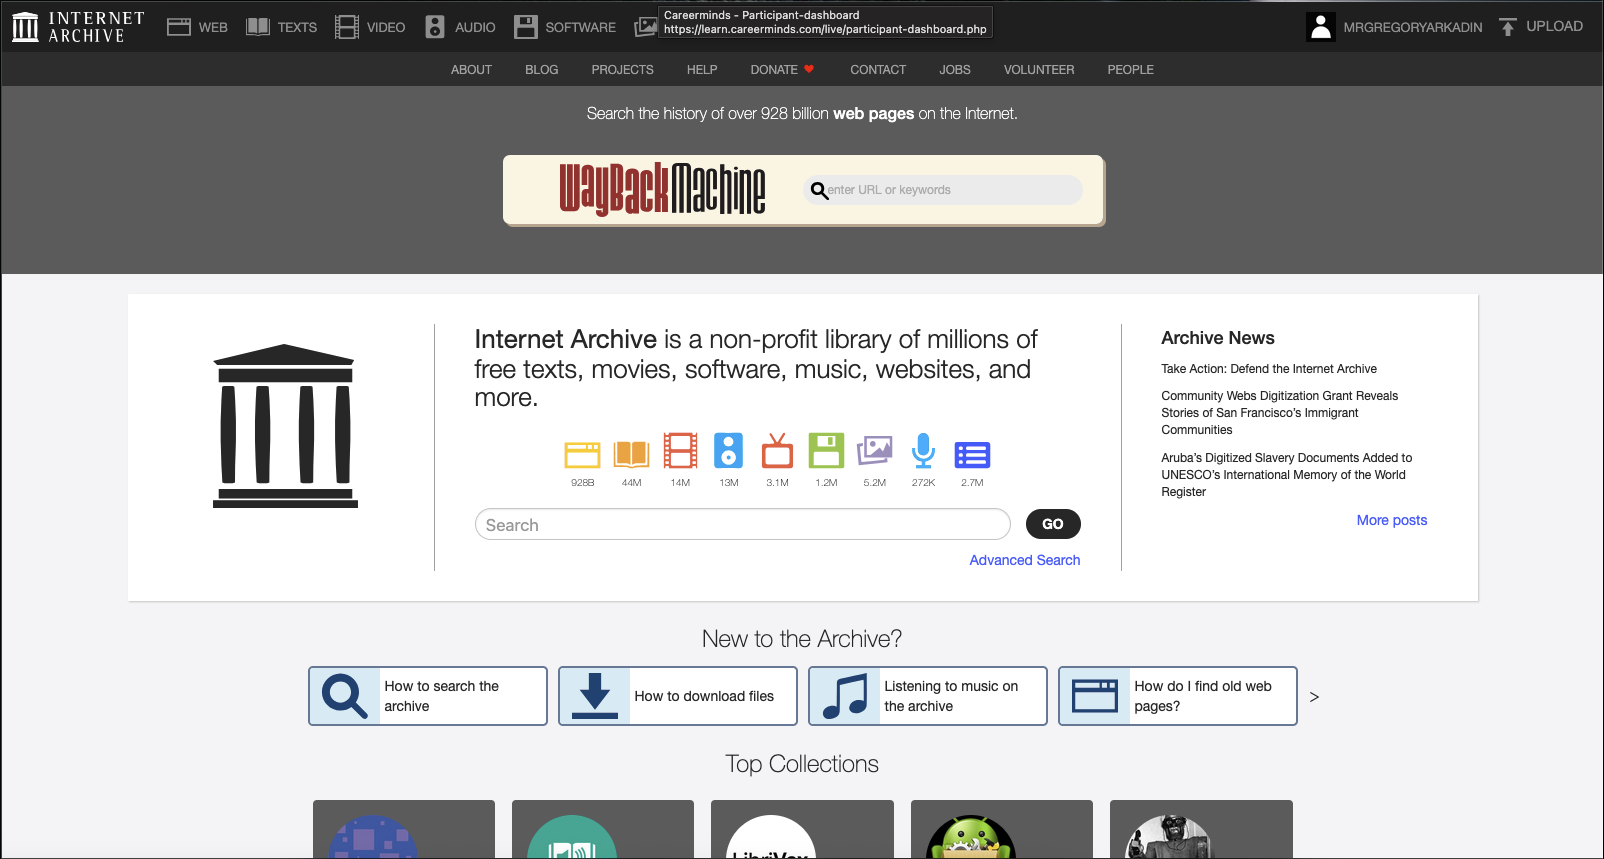 INTERNET
ARCHIVE
WEB
TEXTS
VIDEO
AUDIO
SOFTWARE
Careerminds - Participant-dashboard
https://learn.careerminds.com/live/participant-dashboard.php
MRGREGORYARKADIN
UPLOAD
ABOUT
BLOG
PROJECTS
HELP
DONATE
CONTACT
JOBS
VOLUNTEER
PEOPLE
Search the history of over 928 billion web pages on the Internet.
WayBackMachine
enter URL or keywords
Internet Archive is a non-profit library of millions of
free texts, movies, software, music, websites, and
more.
928B
44M
14M
13M
3.1M
1.2M
5.2M
272K
2.7M
Search
GO
Advanced Search
Archive News
Take Action: Defend the Internet Archive
Community Webs Digitization Grant Reveals
Stories of San Francisco's Immigrant
Communities
Aruba's Digitized Slavery Documents Added to
UNESCO's International Memory of the World
Register
More posts
New to the Archive?
How to search the
archive
How to download files
Listening to music on
the archive
How do I find old web
pages?
>
Top Collections
LibriVox